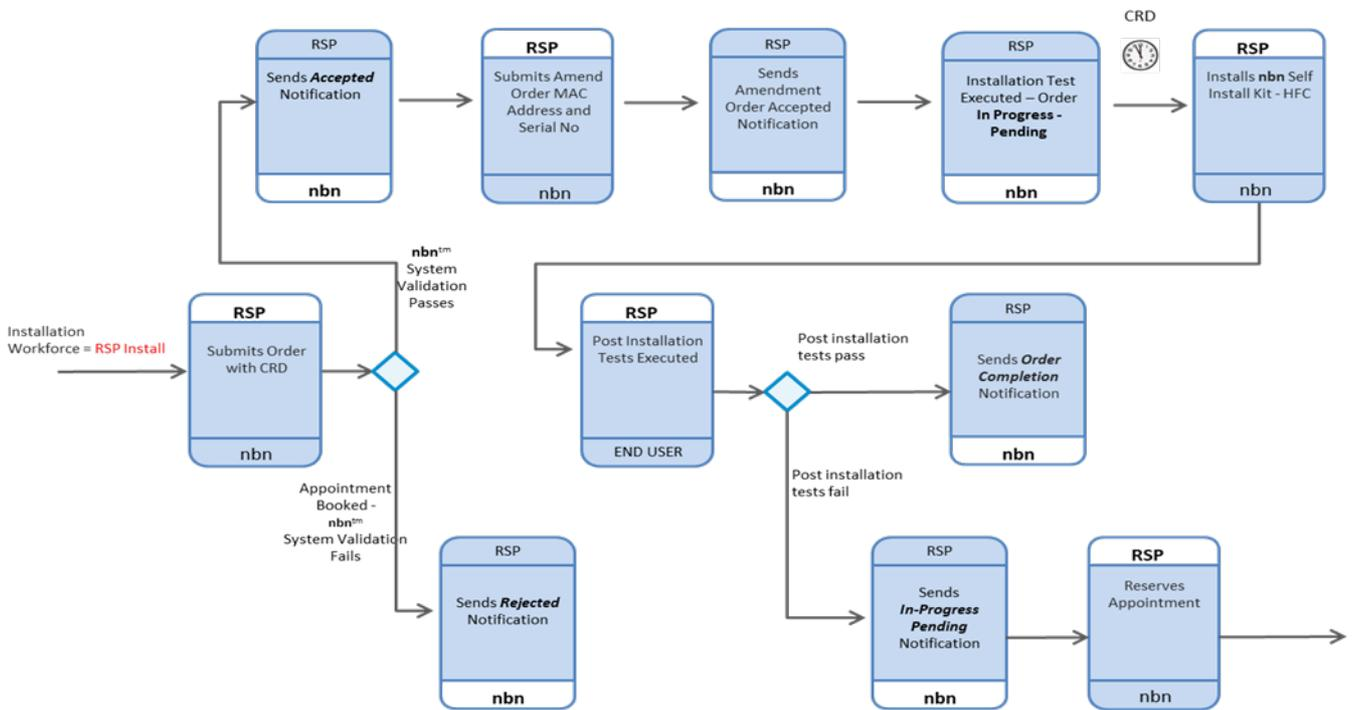 CRD
RSP
Sends Accepted
Notification
nbn
RSP
Submits Amend
Order MAC
Address and
Serial No
nbn
RSP
Sends
Amendment
Order Accepted
Notification
nbn
RSP
Installation Test
Executed – Order
In Progress -
Pending
nbn
RSP
Installs nbn Self
Install Kit - HFC
nbn
nbn™
System
Validation
Passes
Installation
Workforce = RSP Install
RSP
Submits Order
with CRD
nbn
RSP
Post Installation
Tests Executed
END USER
Post installation
tests pass
RSP
Sends Order
Completion
Notification
nbn
Post installation
tests fail
Appointment
Booked -
nbn™
System Validation
Fails
RSP
Sends Rejected
Notification
nbn
RSP
Sends
In-Progress
Pending
Notification
nbn
RSP
Reserves
Appointment
nbn